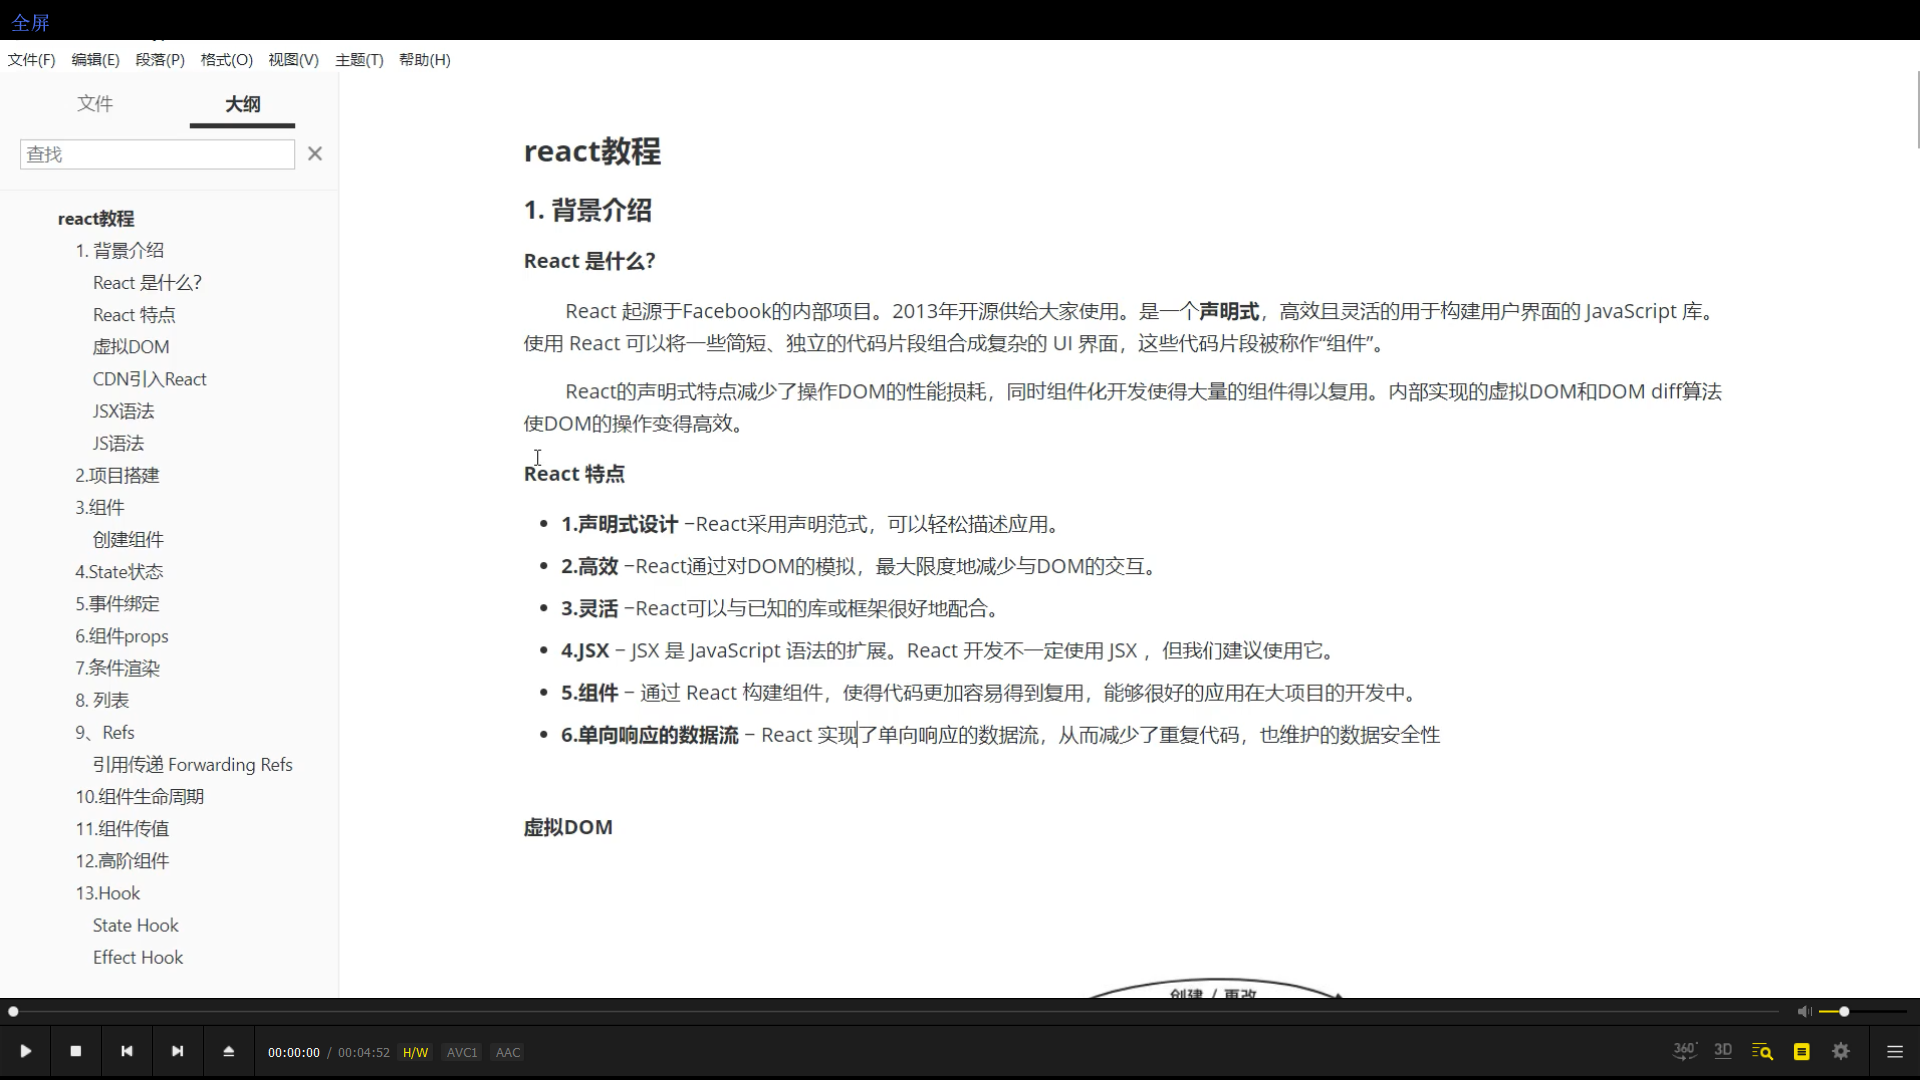 全屏
文件(F) 编辑(E) 段落(P) 格式(O) 视图(V) 主题(T) 帮助(H)
文件 大纲
查找
react教程
1. 背景介绍
React 是什么?
React 特点
虚拟DOM
CDN引入React
JSX语法
JS语法
2.项目搭建
3.组件
创建组件
4.State状态
5.事件绑定
6.组件props
7.条件渲染
8. 列表
9、Refs
引用传递 Forwarding Refs
10.组件生命周期
11.组件传值
12.高阶组件
13.Hook
State Hook
Effect Hook
react教程
1. 背景介绍
React 是什么?
React 起源于Facebook的内部项目。2013年开源供给大家使用。是一个声明式，高效且灵活的用于构建用户界面的 JavaScript 库。
使用 React 可以将一些简短、独立的代码片段组合成复杂的 UI 界面，这些代码片段被称作“组件”。
React的声明式特点减少了操作DOM的性能损耗，同时组件化开发使得大量的组件得以复用。内部实现的虚拟DOM和DOM diff算法
使DOM的操作变得高效。
React 特点
• 1.声明式设计 −React采用声明范式，可以轻松描述应用。
• 2.高效 −React通过对DOM的模拟，最大限度地减少与DOM的交互。
• 3.灵活 −React可以与已知的库或框架很好地配合。
• 4.JSX − JSX 是 JavaScript 语法的扩展。React 开发不一定使用 JSX ，但我们建议使用它。
• 5.组件 − 通过 React 构建组件，使得代码更加容易得到复用，能够很好的应用在大项目的开发中。
• 6.单向响应的数据流 − React 实现了单向响应的数据流，从而减少了重复代码，也维护的数据安全性
虚拟DOM
创建 / 更改
00:00:00 / 00:04:52 H/W AVC1 AAC
360° 3D